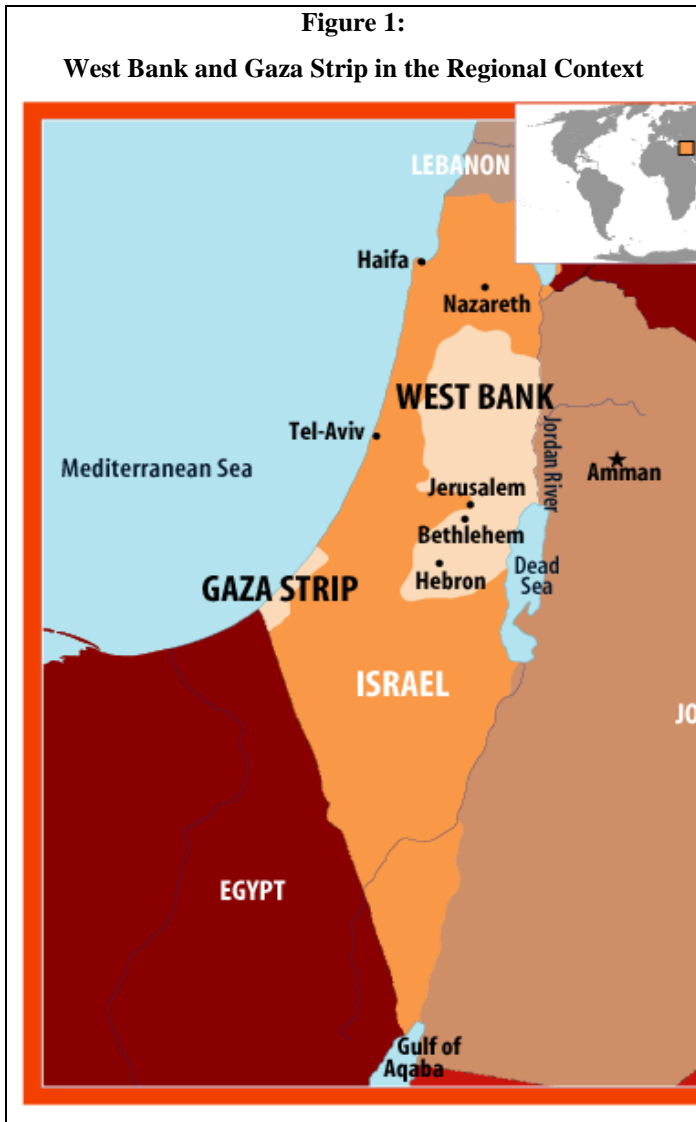 Figure 1:
West Bank and Gaza Strip in the Regional Context
LEBANON
Haifa
Nazareth
WEST BANK
Tel-Aviv
Jordan River
Mediterranean Sea
Amman
Jerusalem
Bethlehem
Dead
Sea
Hebron
GAZA STRIP
ISRAEL
JO
EGYPT
Gulf of
Aqaba